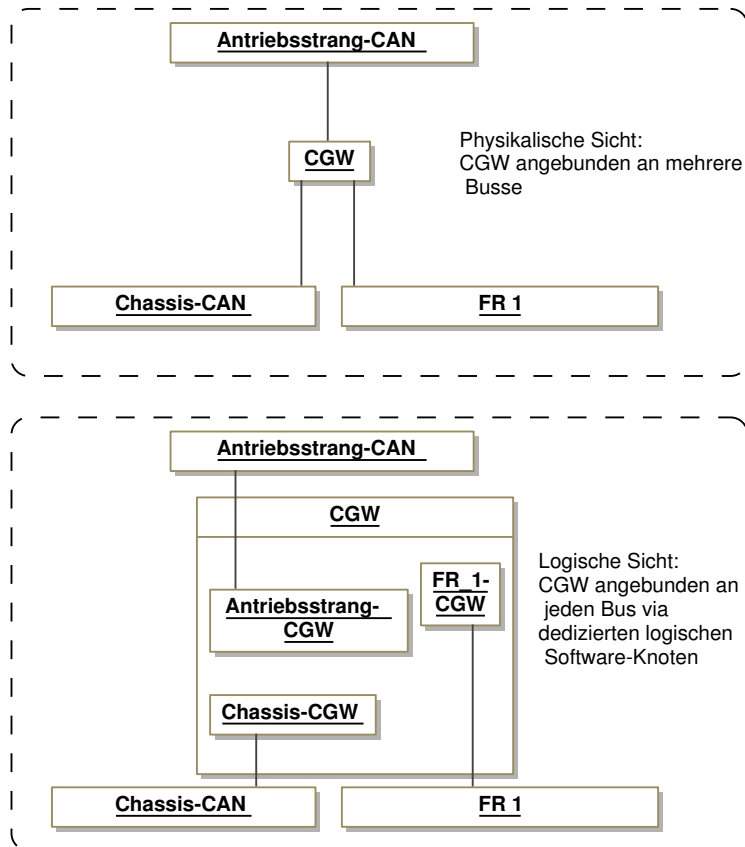 Antriebsstrang-CAN
CGW
Physikalische Sicht:
CGW angebunden an mehrere
Busse
Chassis-CAN
FR 1
Antriebsstrang-CAN
CGW
Antriebsstrang-
CGW
FR_1-
CGW
Logische Sicht:
CGW angebunden an
jeden Bus via
dedizierten logischen
Software-Knoten
Chassis-CGW
Chassis-CAN
FR 1